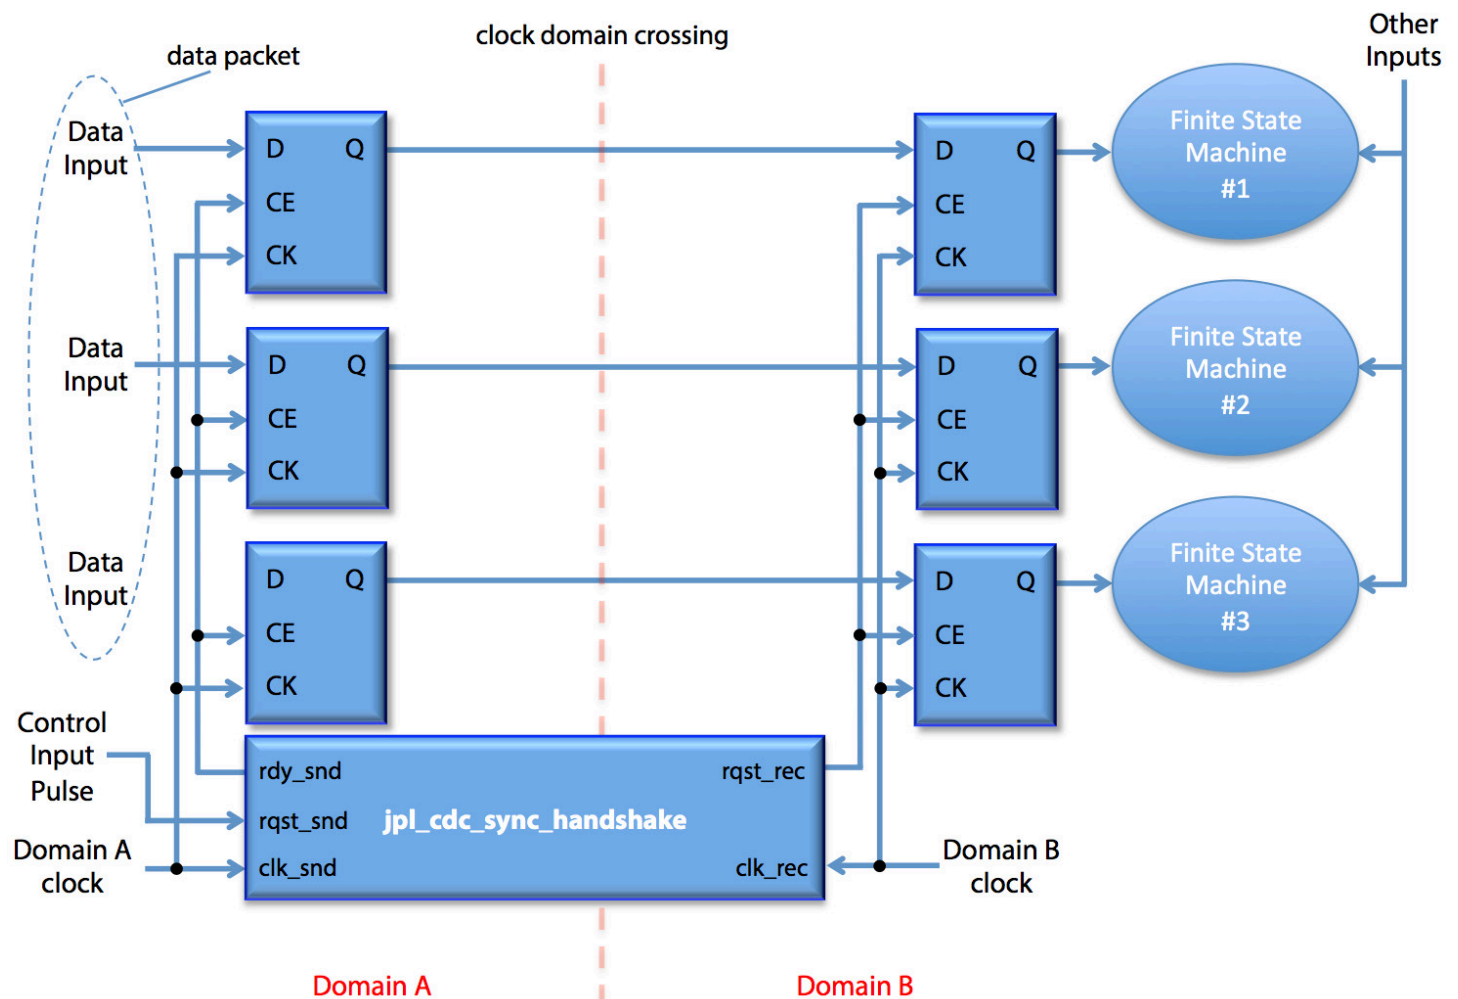 data packet
clock domain crossing
Other
Inputs
Data
Input
D Q
CE
CK
D Q
CE
CK
Finite State
Machine
#1
Data
Input
D Q
CE
CK
D Q
CE
CK
Finite State
Machine
#2
Data
Input
D Q
CE
CK
D Q
CE
CK
Finite State
Machine
#3
Control
Input
Pulse
Domain A
clock
rdy_snd
rqst_snd
clk_snd
jpl_cdc_sync_handshake
rqst_rec
clk_rec
Domain B
clock
Domain A
Domain B